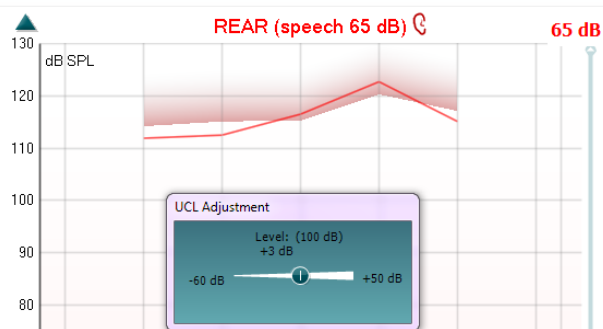 REAR (speech 65 dB)
65 dB
130
dB SPL
120
110
100
90
80
UCL Adjustment
Level: (100 dB)
+3 dB
-60 dB
+50 dB